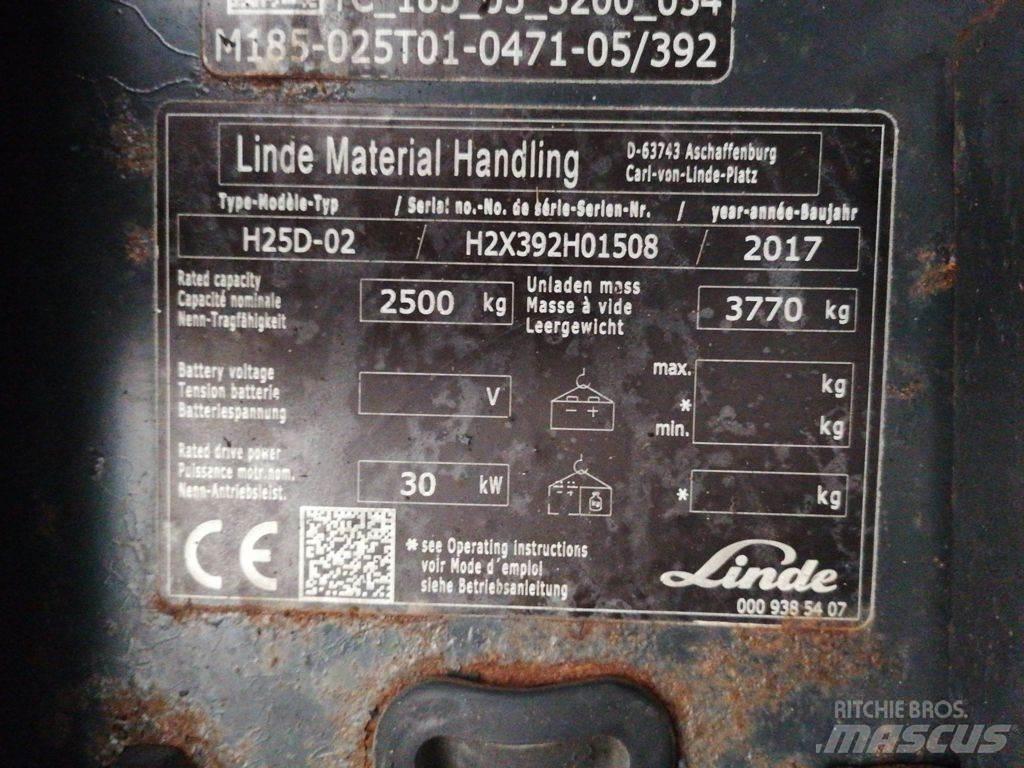 M185-025T01-0471-05/392
Linde Material Handling
D-63743 Aschaffenburg
Carl-von-Linde-Platz
Type-Modèle-Typ / Serial no.-No. de série-Serien-Nr. / year-année-Baujahr
H25D-02 / H2X392H01508 / 2017
Rated capacity
Capacité nominale
Nenn-Tragfähigkeit
2500 kg
Unladen mass
Masse à vide
Leergewicht
3770 kg
Battery voltage
Tension batterie
Batteriespannung
V
max. kg
*
min. kg
Rated drive power
Puissance motr.nom.
Nenn-Antriebsleist.
30 kW
* kg
CE
* see Operating instructions
voir Mode d'emploi
siehe Betriebsanleitung
Linde
000 938 54 07
RITCHIE BROS.
MASCUS